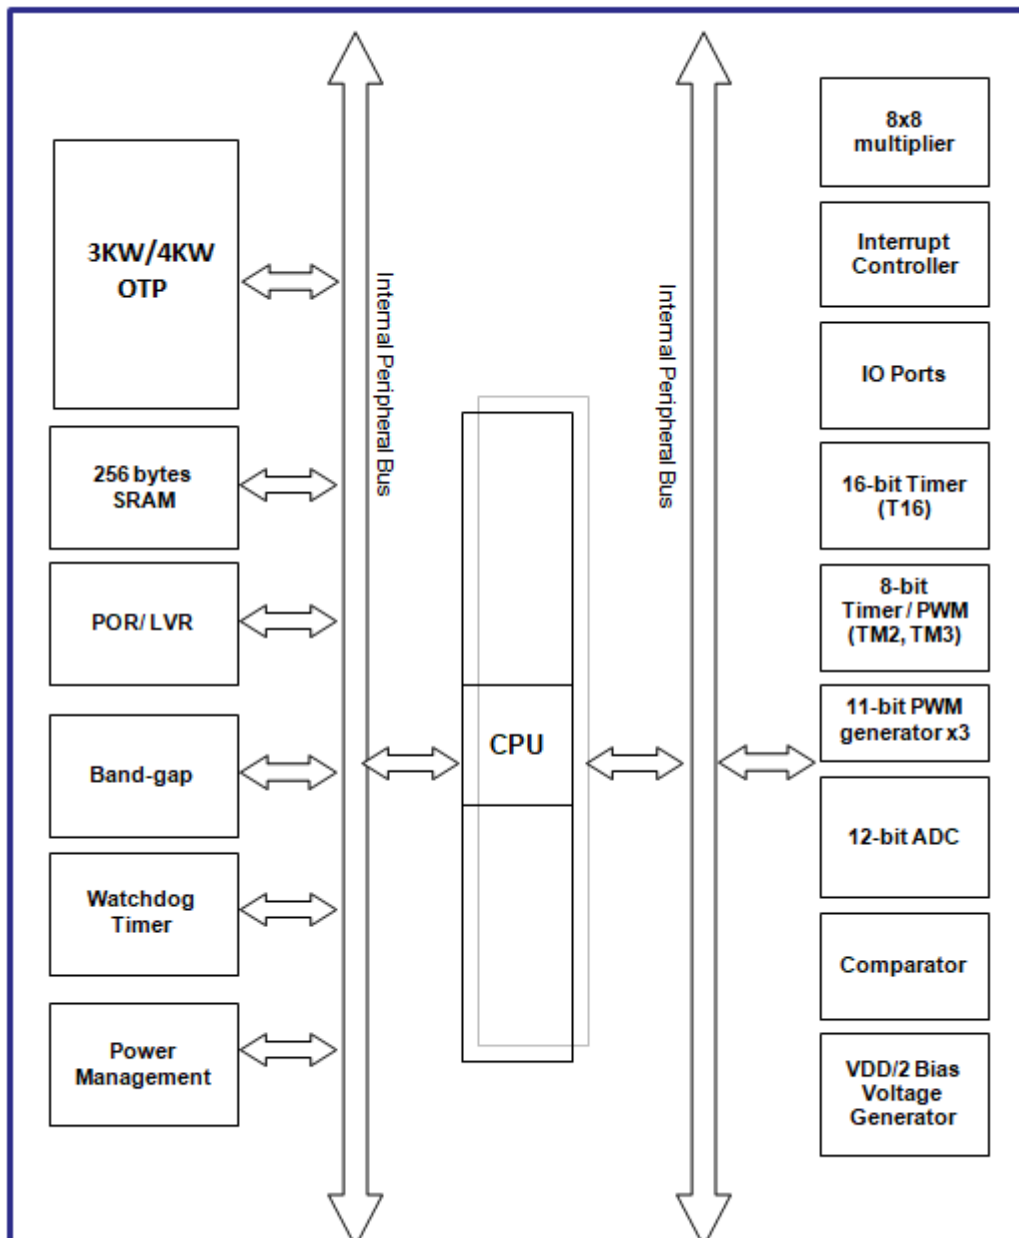 3KW/4KW
OTP
256 bytes
SRAM
POR/ LVR
Band-gap
Watchdog
Timer
Power
Management
Internal Peripheral Bus
CPU
Internal Peripheral Bus
8x8
multiplier
Interrupt
Controller
IO Ports
16-bit Timer
(T16)
8-bit
Timer / PWM
(TM2, TM3)
11-bit PWM
generator x3
12-bit ADC
Comparator
VDD/2 Bias
Voltage
Generator